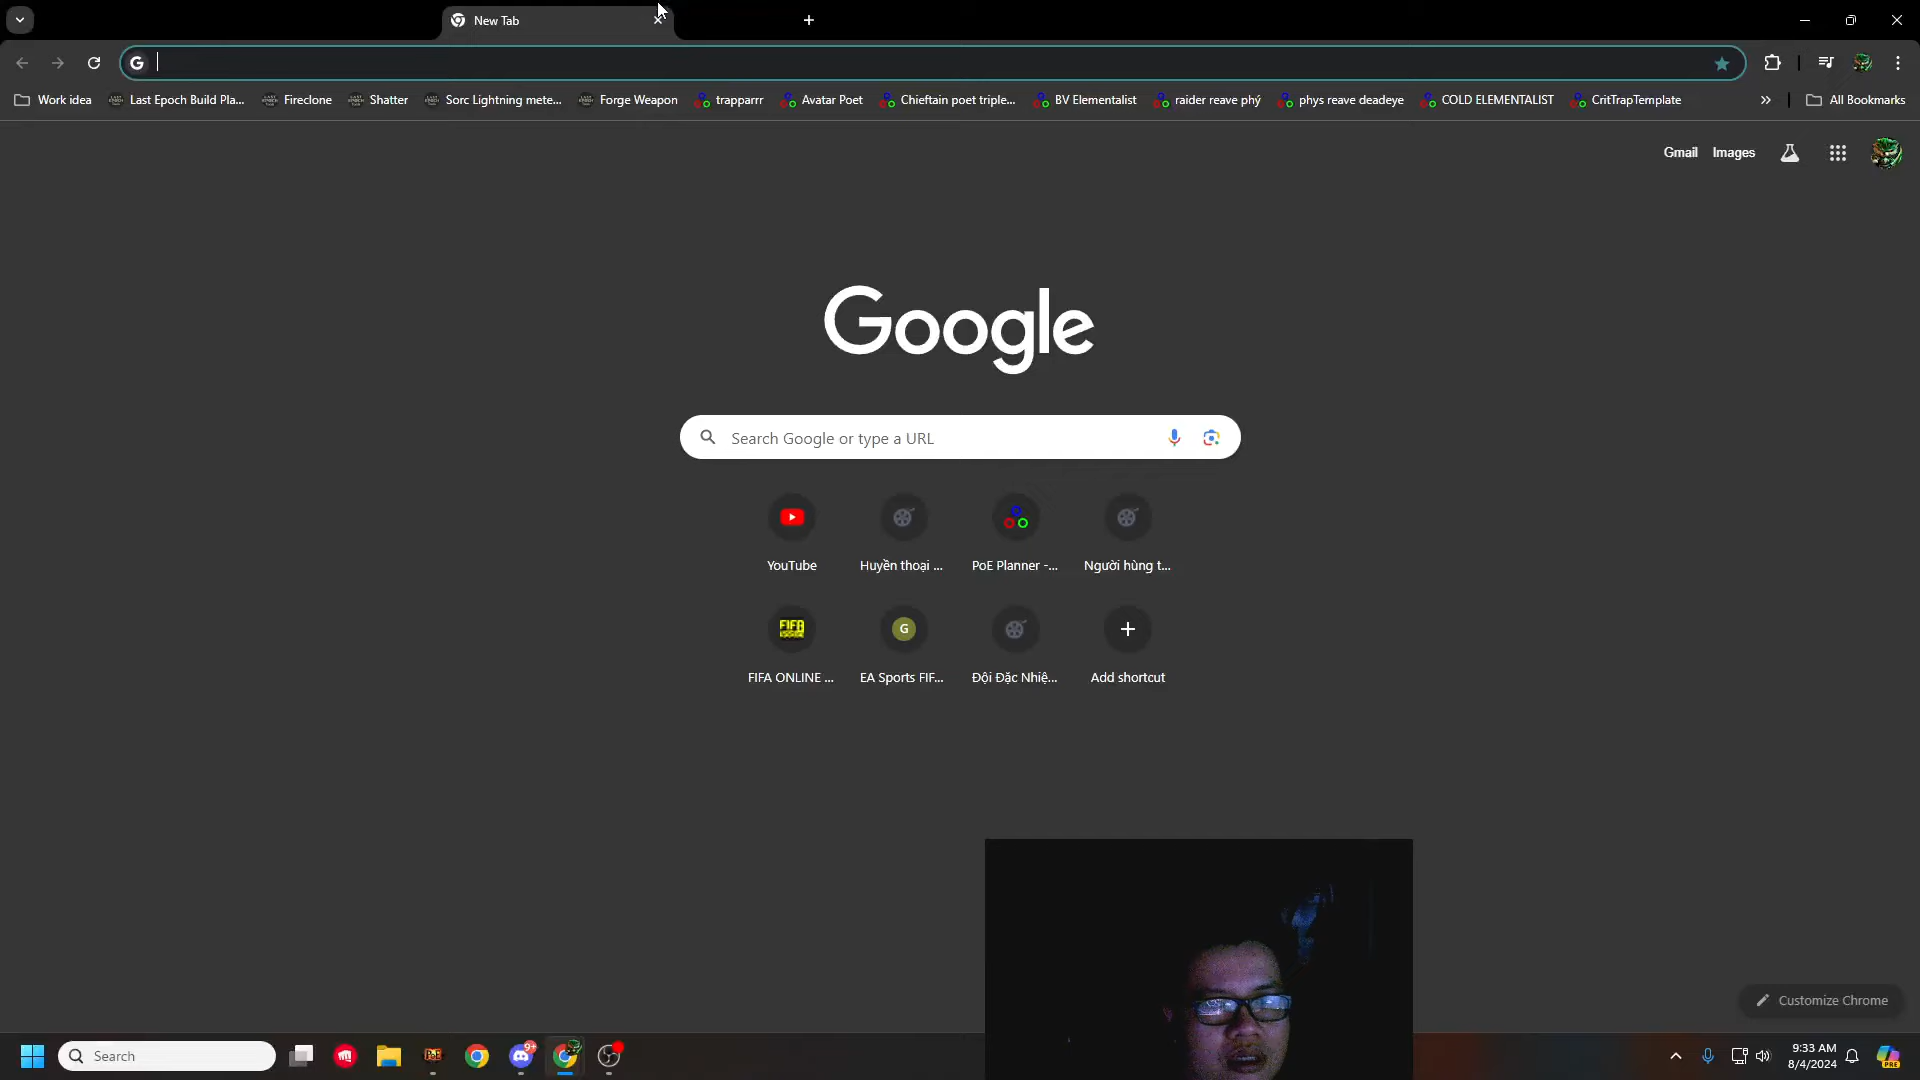 New Tab
Work idea
Last Epoch Build Pla...
Fireclone
Shatter
Sorc Lightning mete...
Forge Weapon
trapparrr
Avatar Poet
Chieftain poet triple...
BV Elementalist
raider reave phý
phys reave deadeye
COLD ELEMENTALIST
CritTrapTemplate
All Bookmarks
Gmail Images
Google
Search Google or type a URL
YouTube
Huyền thoại ...
PoE Planner -...
Người hùng t...
FIFA ONLINE ...
G
EA Sports FIF...
Đội Đặc Nhiệ...
Add shortcut
Customize Chrome
Search
9+
9:33 AM
8/4/2024
PRE